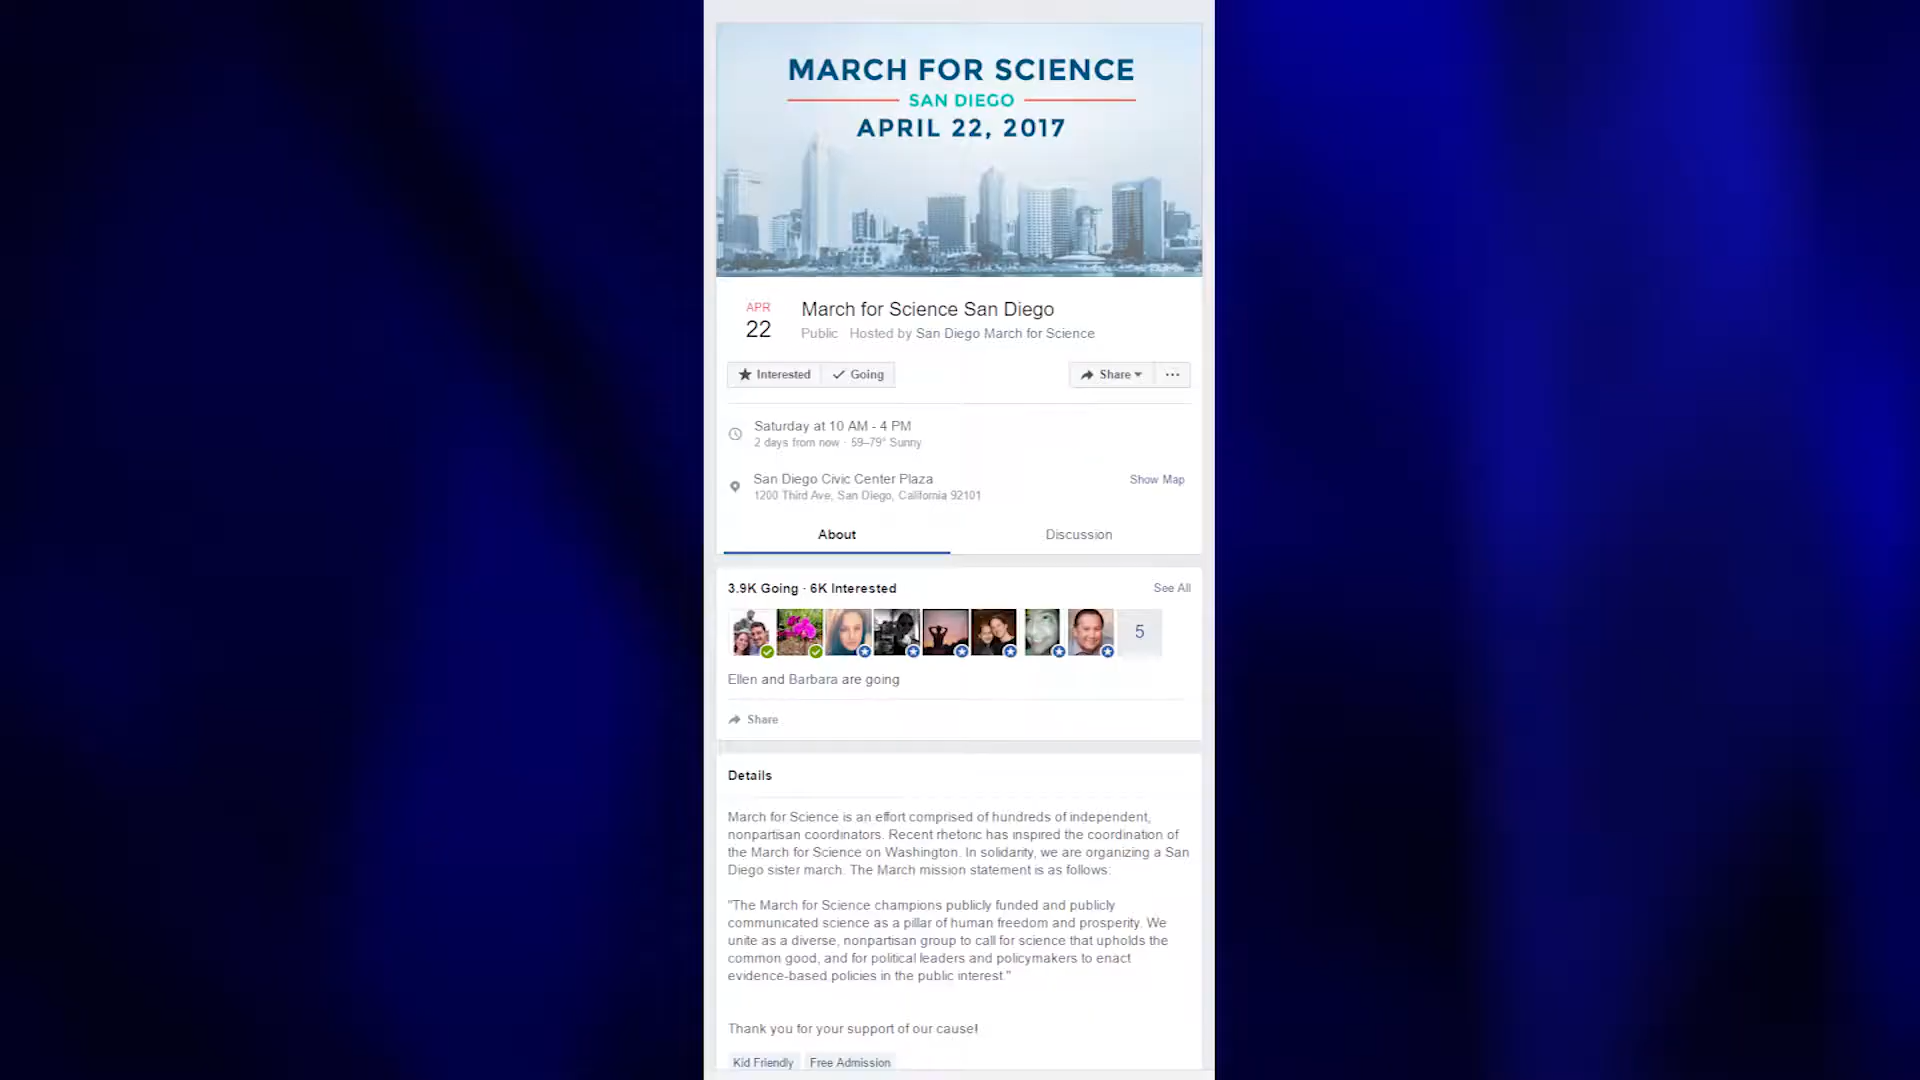 MARCH FOR SCIENCE
SAN DIEGO
APRIL 22, 2017
APR
22
March for Science San Diego
Public Hosted by San Diego March for Science
Interested Going Share ...
Saturday at 10 AM - 4 PM
2 days from now · 59–79° Sunny
San Diego Civic Center Plaza Show Map
1200 Third Ave, San Diego, California 92101
About Discussion
3.9K Going · 6K Interested See All
5
Ellen and Barbara are going
Share
Details
March for Science is an effort comprised of hundreds of independent,
nonpartisan coordinators. Recent rhetoric has inspired the coordination of
the March for Science on Washington. In solidarity, we are organizing a San
Diego sister march. The March mission statement is as follows:
"The March for Science champions publicly funded and publicly
communicated science as a pillar of human freedom and prosperity. We
unite as a diverse, nonpartisan group to call for science that upholds the
common good, and for political leaders and policymakers to enact
evidence-based policies in the public interest."
Thank you for your support of our cause!
Kid Friendly Free Admission